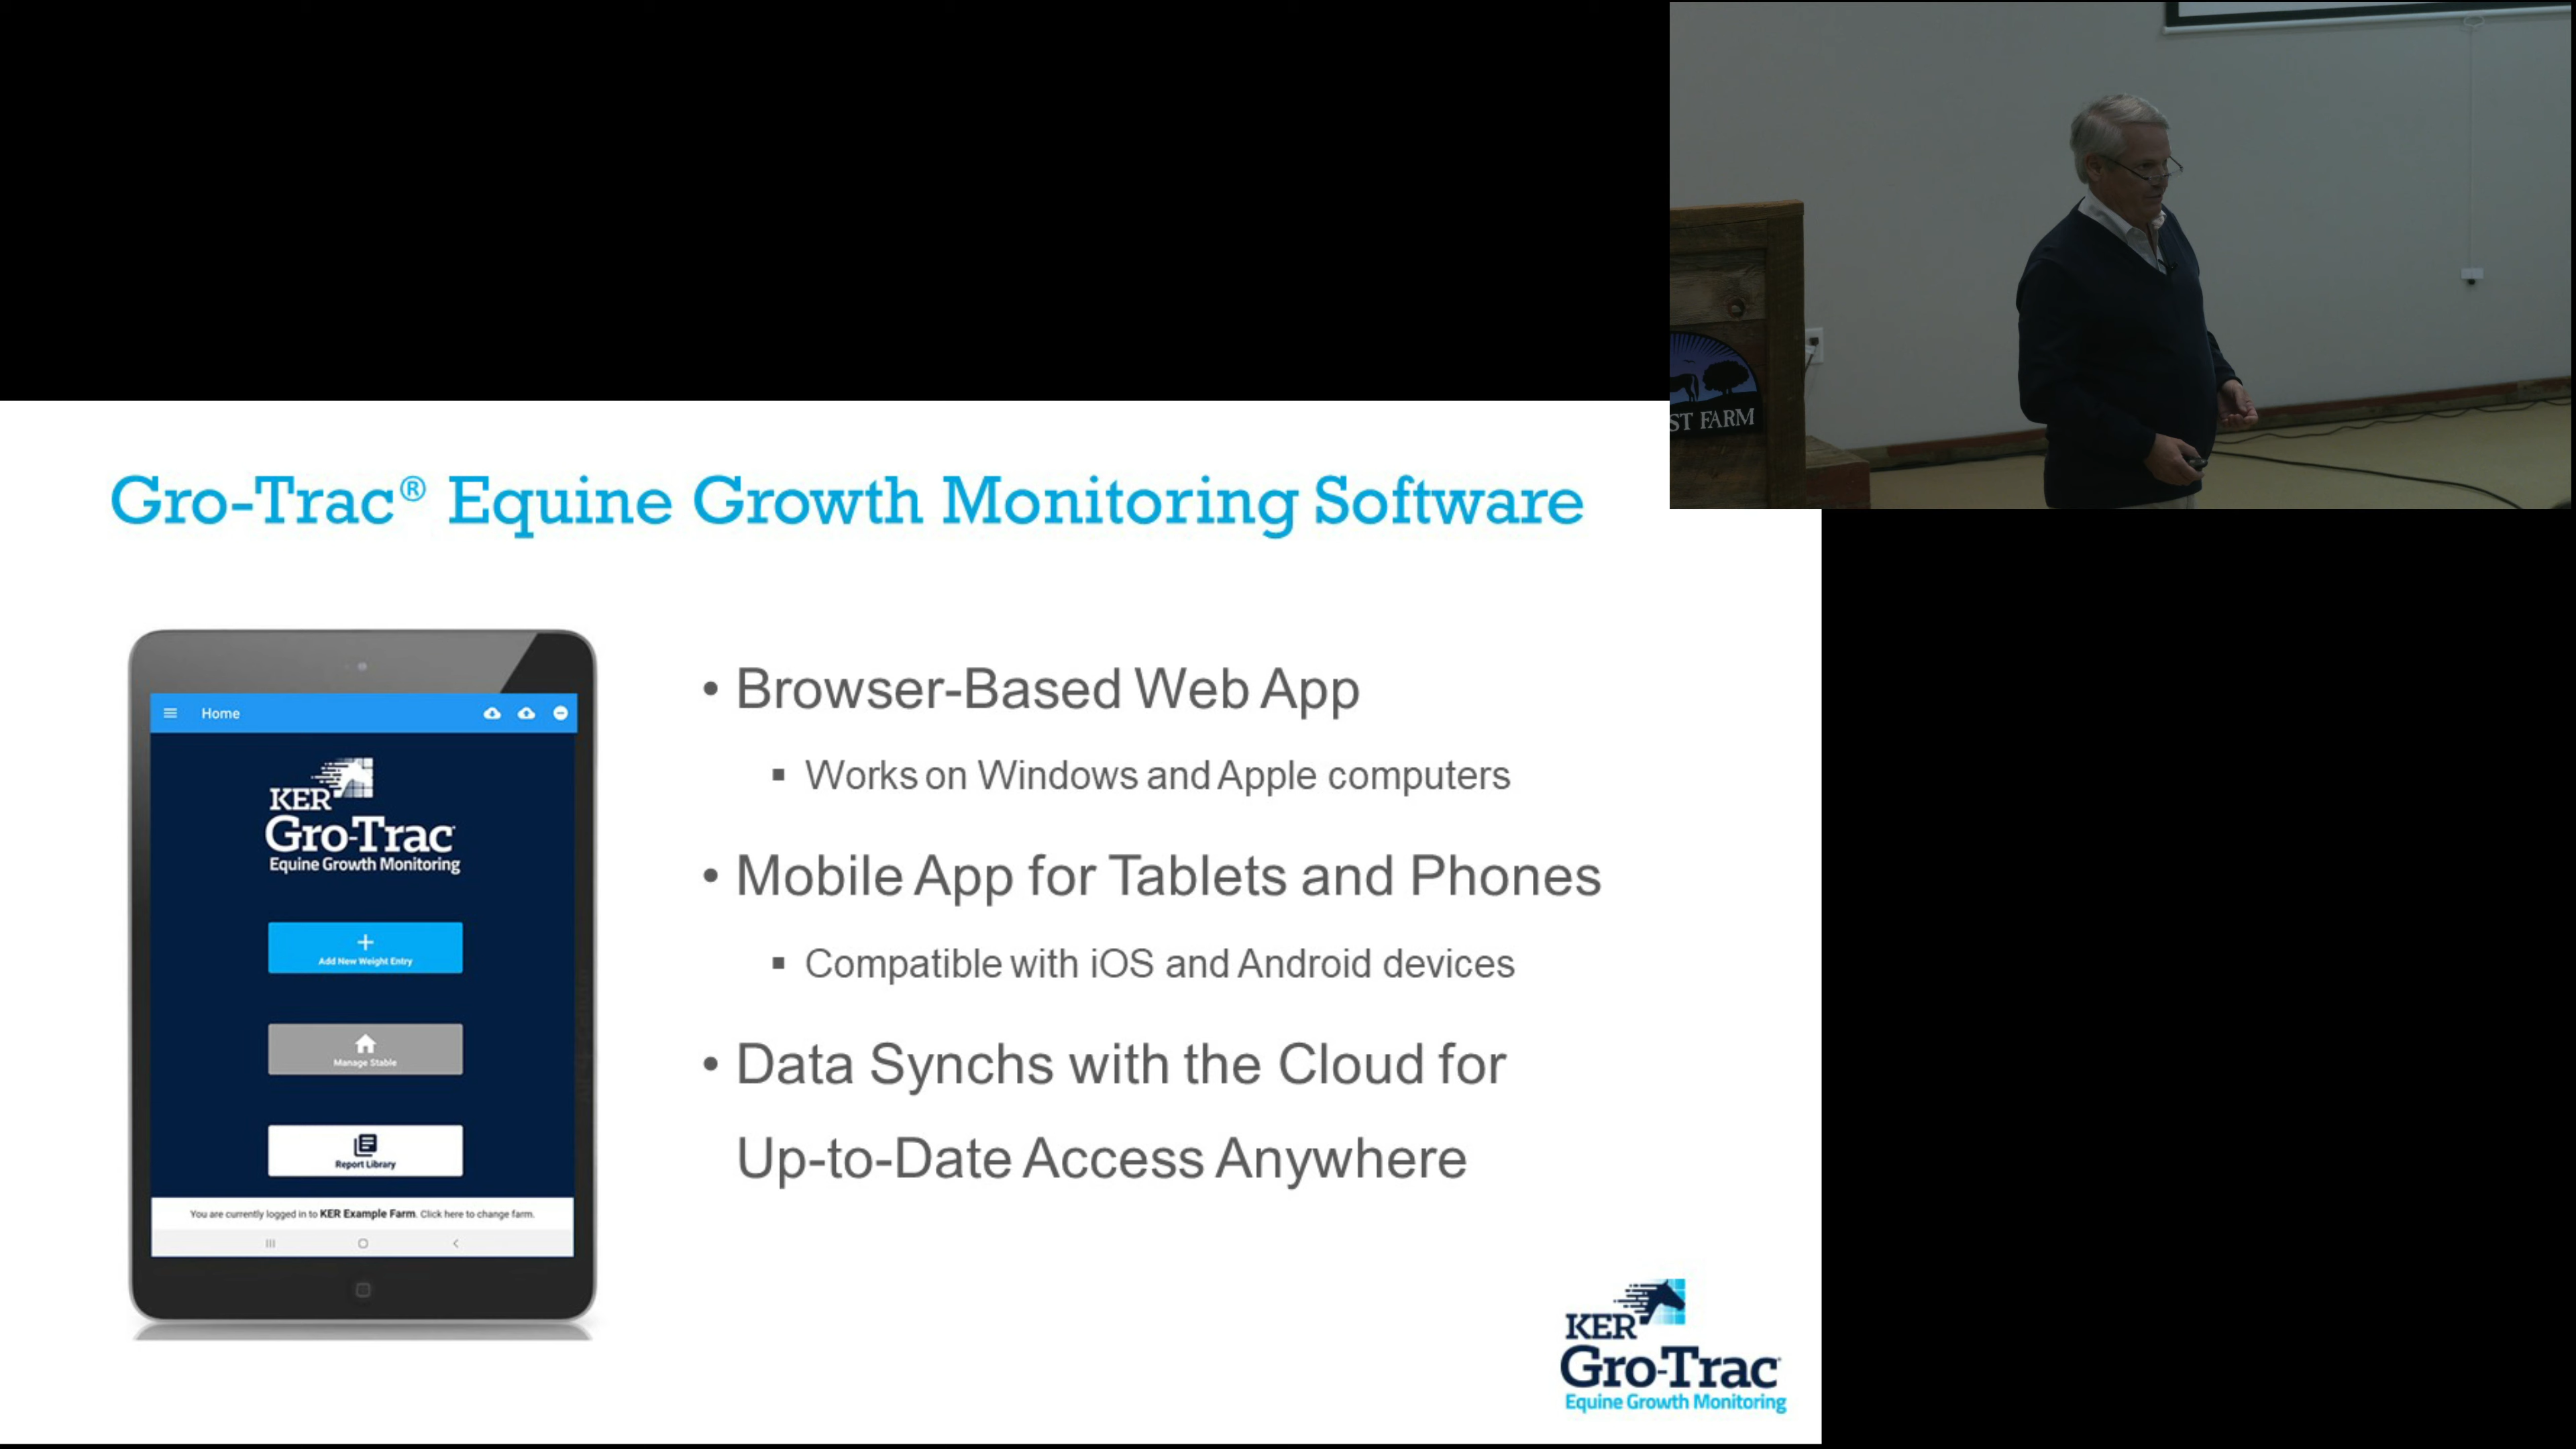 ST FARM
Gro-Trac® Equine Growth Monitoring Software
Home
KER
Gro-Trac
Equine Growth Monitoring
Add New Weight Entry
Manage Stable
Report Library
You are currently logged in to KER Example Farm. Click here to change farm.
• Browser-Based Web App
▪ Works on Windows and Apple computers
• Mobile App for Tablets and Phones
▪ Compatible with iOS and Android devices
• Data Synchs with the Cloud for
Up-to-Date Access Anywhere
KER
Gro-Trac
Equine Growth Monitoring